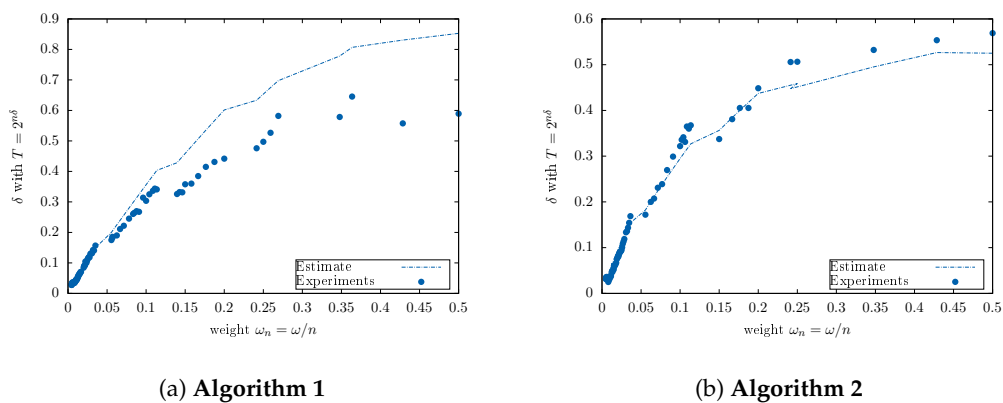 0.9
0.8
0.7
0.6
0.5
0.4
0.3
0.2
0.1
0
δ with T = 2^{nδ}
0 0.05 0.1 0.15 0.2 0.25 0.3 0.35 0.4 0.45 0.5
weight ω_n = ω/n
Estimate
Experiments
(a) Algorithm 1
0.6
0.5
0.4
0.3
0.2
0.1
0
δ with T = 2^{nδ}
0 0.05 0.1 0.15 0.2 0.25 0.3 0.35 0.4 0.45 0.5
weight ω_n = ω/n
Estimate
Experiments
(b) Algorithm 2